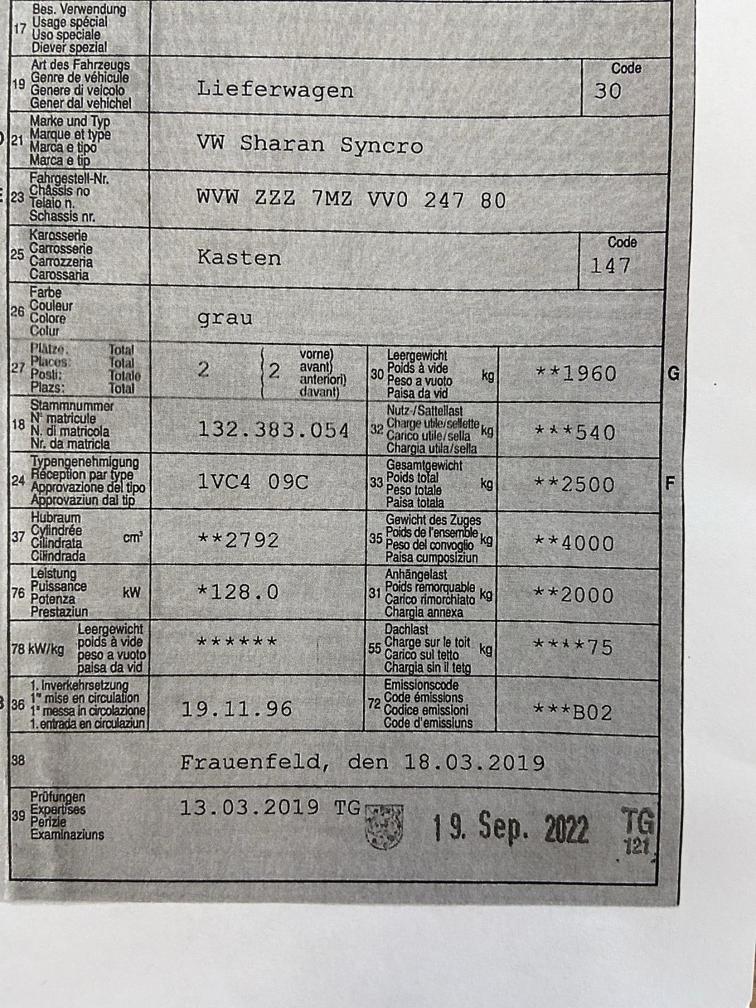 17 Bes. Verwendung
Usage spécial
Uso speciale
Diever spezial
19 Art des Fahrzeugs
Genre de véhicule
Genere di veicolo
Gener dal vehichel
Lieferwagen
Code
30
21 Marke und Typ
Marque et type
Marca e tipo
Marca e tip
VW Sharan Syncro
23 Fahrgestell-Nr.
Châssis no
Telaio n.
Schassis nr.
WVW ZZZ 7MZ VV0 247 80
25 Karosserie
Carrosserie
Carrozzeria
Carossaria
Kasten
Code
147
26 Farbe
Couleur
Colore
Colur
grau
27 Plätze: Total
Places: Total
Posti: Totale
Plazs: Total
2 ( 2 vorne)
avant)
anteriori)
davant)
30 Leergewicht
Poids à vide
Peso a vuoto
Paisa da vid
kg
**1960
G
18 Stammnummer
N° matricule
N. di matricola
Nr. da matricla
132.383.054
32 Nutz-/Sattellast
Charge utile/sellette
Carico utile/sella
Chargia utila/sella
kg
***540
24 Typengenehmigung
Réception par type
Approvazione del tipo
Approvaziun dal tip
1VC4 09C
33 Gesamtgewicht
Poids total
Peso totale
Paisa totala
kg
**2500
F
37 Hubraum
Cylindrée
Cilindrata
Cilindrada
cm³
**2792
35 Gewicht des Zuges
Poids de l'ensemble
Peso del convoglio
Paisa cumposiziun
kg
**4000
76 Leistung
Puissance
Potenza
Prestaziun
kW
*128.0
31 Anhängelast
Poids remorquable
Carico rimorchiato
Chargia annexa
kg
**2000
78 kW/kg
Leergewicht
poids à vide
peso a vuoto
paisa da vid
******
55 Dachlast
Charge sur le toit
Carico sul tetto
Chargia sin il tetg
kg
****75
36 1. Inverkehrsetzung
1re mise en circulation
1a messa in circolazione
1. entrada en circulaziun
19.11.96
72 Emissionscode
Code émissions
Codice emissioni
Code d'emissiuns
***B02
38
Frauenfeld, den 18.03.2019
39 Prüfungen
Expertises
Perizie
Examinaziuns
13.03.2019 TG
19. Sep. 2022
TG
121